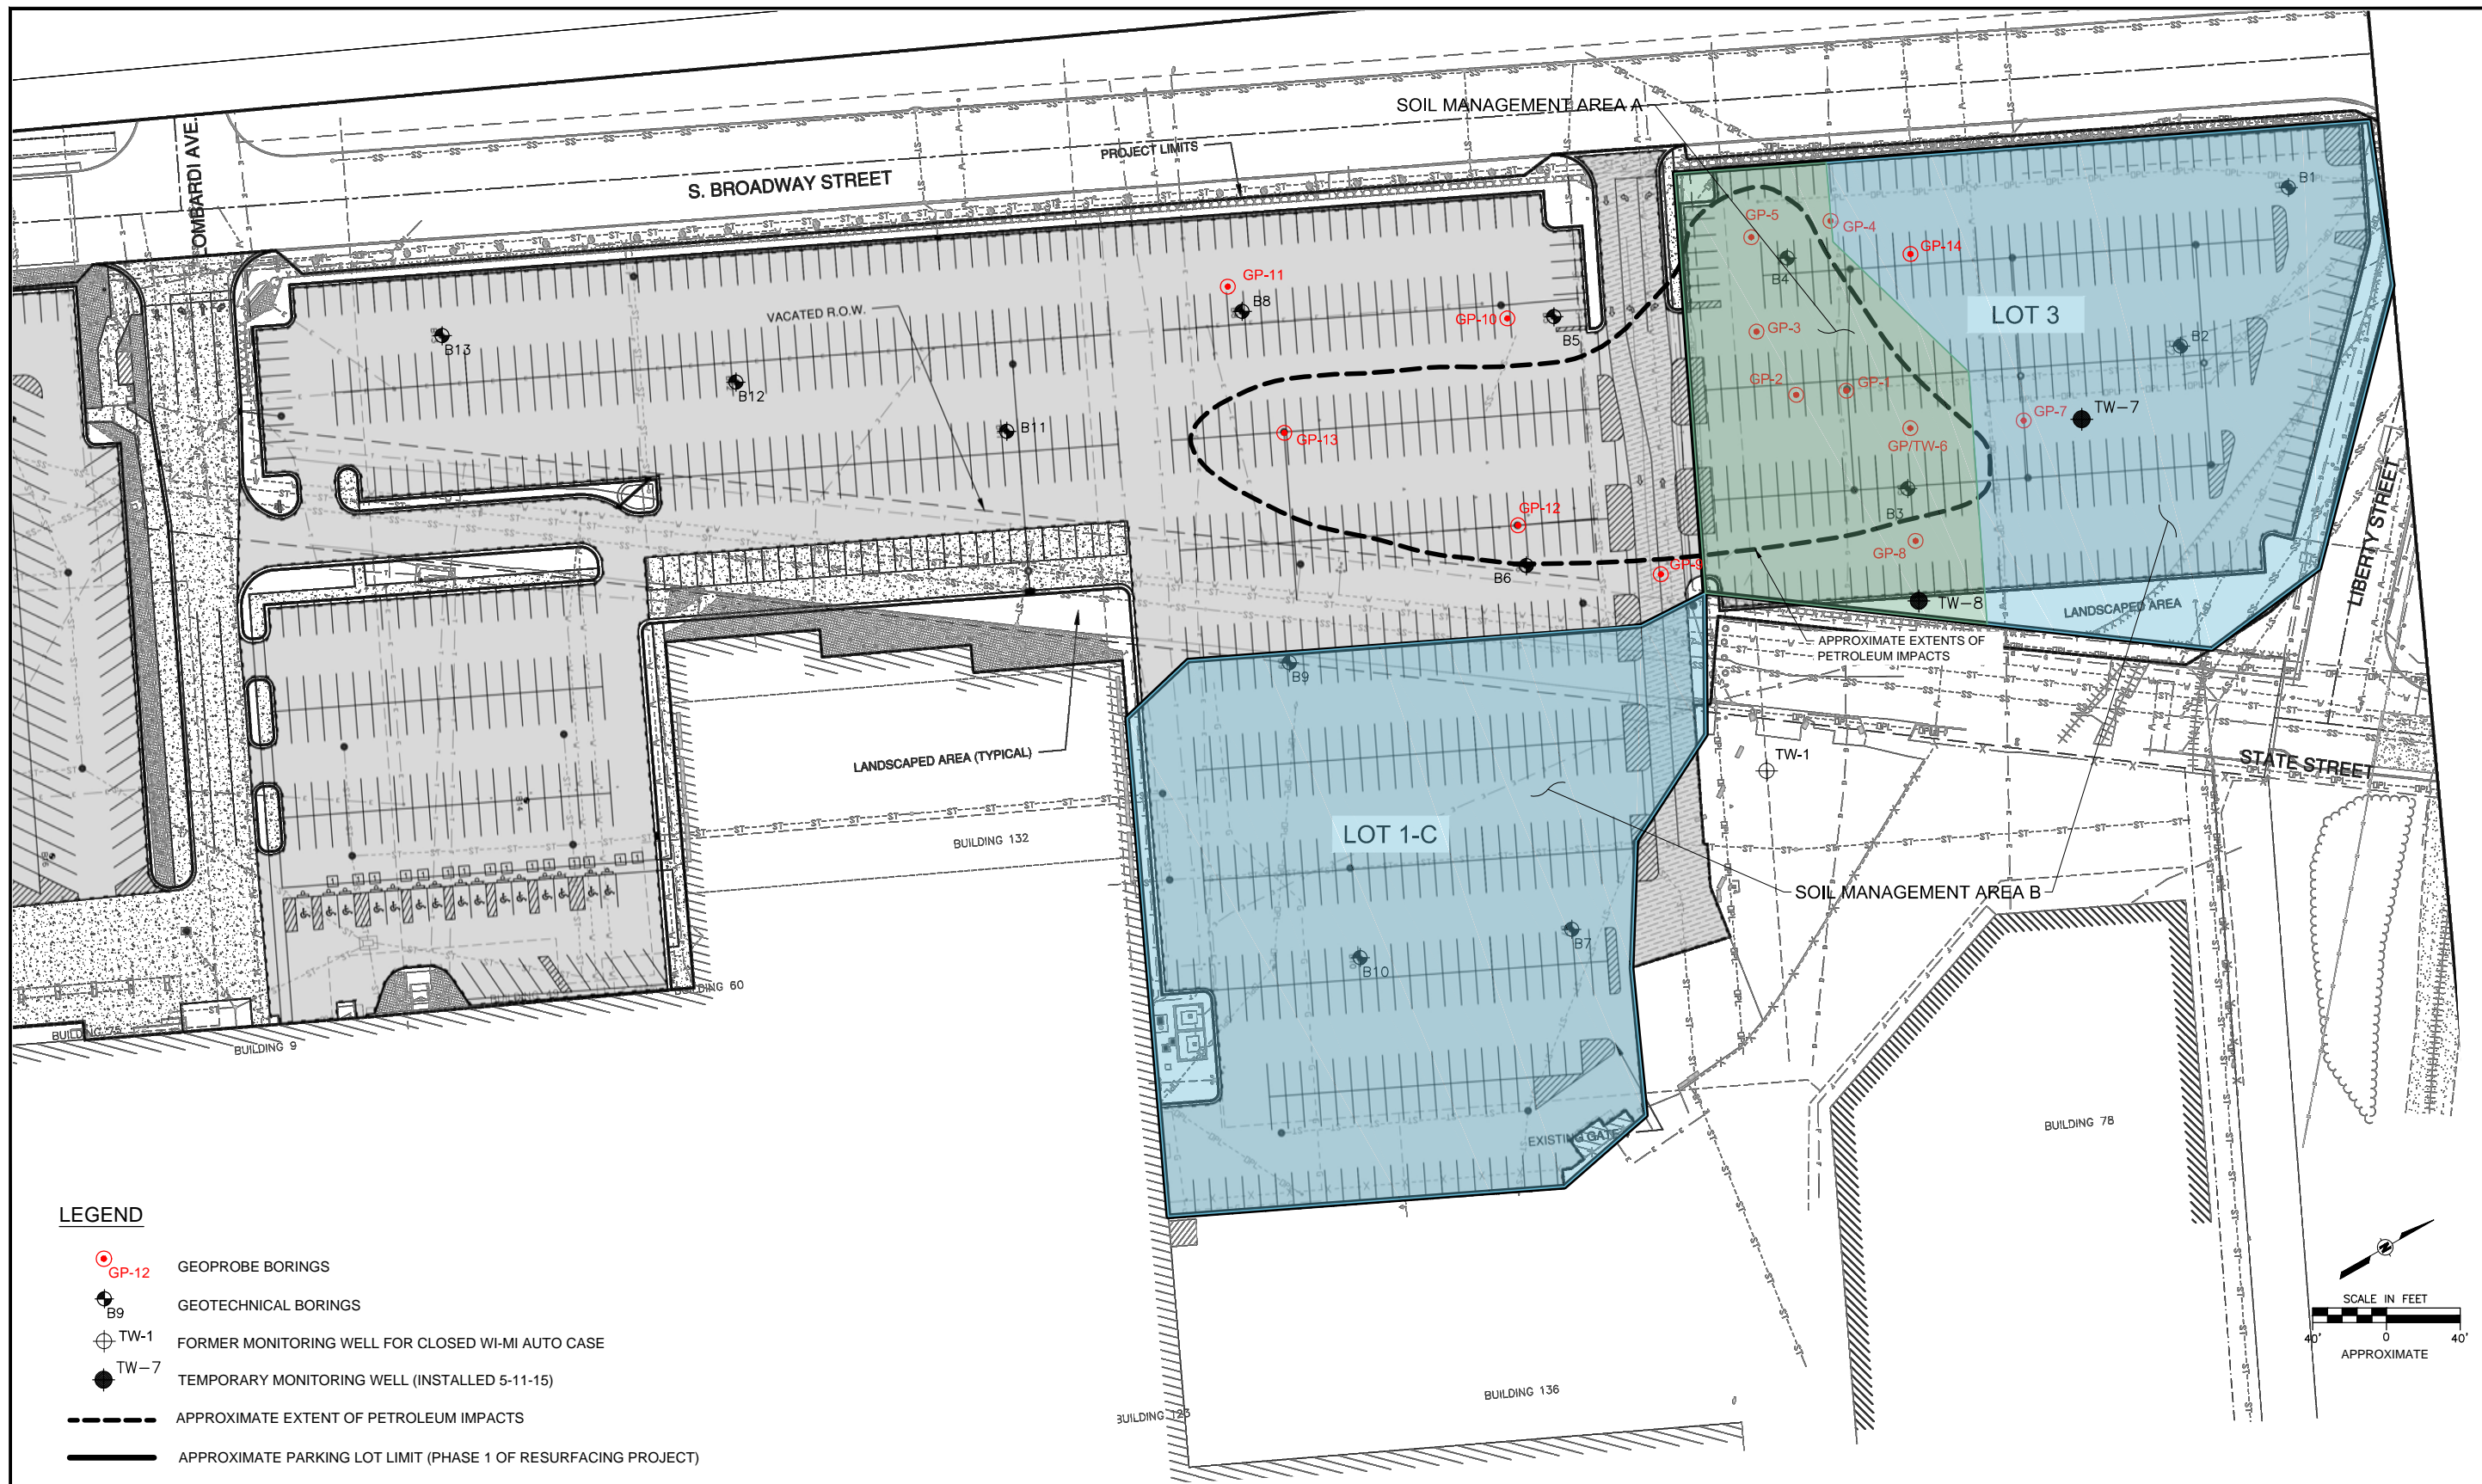 SOIL MANAGEMENT AREA A
LOMBARDI AVE.
S. BROADWAY STREET
PROJECT LIMITS
B1
GP-5
GP-4
GP-14
B4
GP-11
B8
VACATED R.O.W.
GP-10
B5
GP-3
LOT 3
B13
B2
B12
GP-2
GP-1
GP-7
TW-7
B11
GP-13
GP/TW-6
B3
GP-12
GP-8
B6
GP-9
LIBERTY STREET
TW-8
LANDSCAPED AREA
APPROXIMATE EXTENTS OF
PETROLEUM IMPACTS
B9
TW-1
LANDSCAPED AREA (TYPICAL)
STATE STREET
BUILDING 132
LOT 1-C
SOIL MANAGEMENT AREA B
B7
B10
BUILDING 60
BUILDING 9
EXISTING GATE
BUILDING 78
BUILDING 136
BUILDING 123
LEGEND
GP-12 GEOPROBE BORINGS
B9 GEOTECHNICAL BORINGS
TW-1 FORMER MONITORING WELL FOR CLOSED WI-MI AUTO CASE
TW-7 TEMPORARY MONITORING WELL (INSTALLED 5-11-15)
APPROXIMATE EXTENT OF PETROLEUM IMPACTS
APPROXIMATE PARKING LOT LIMIT (PHASE 1 OF RESURFACING PROJECT)
N
SCALE IN FEET
40' 0 40'
APPROXIMATE